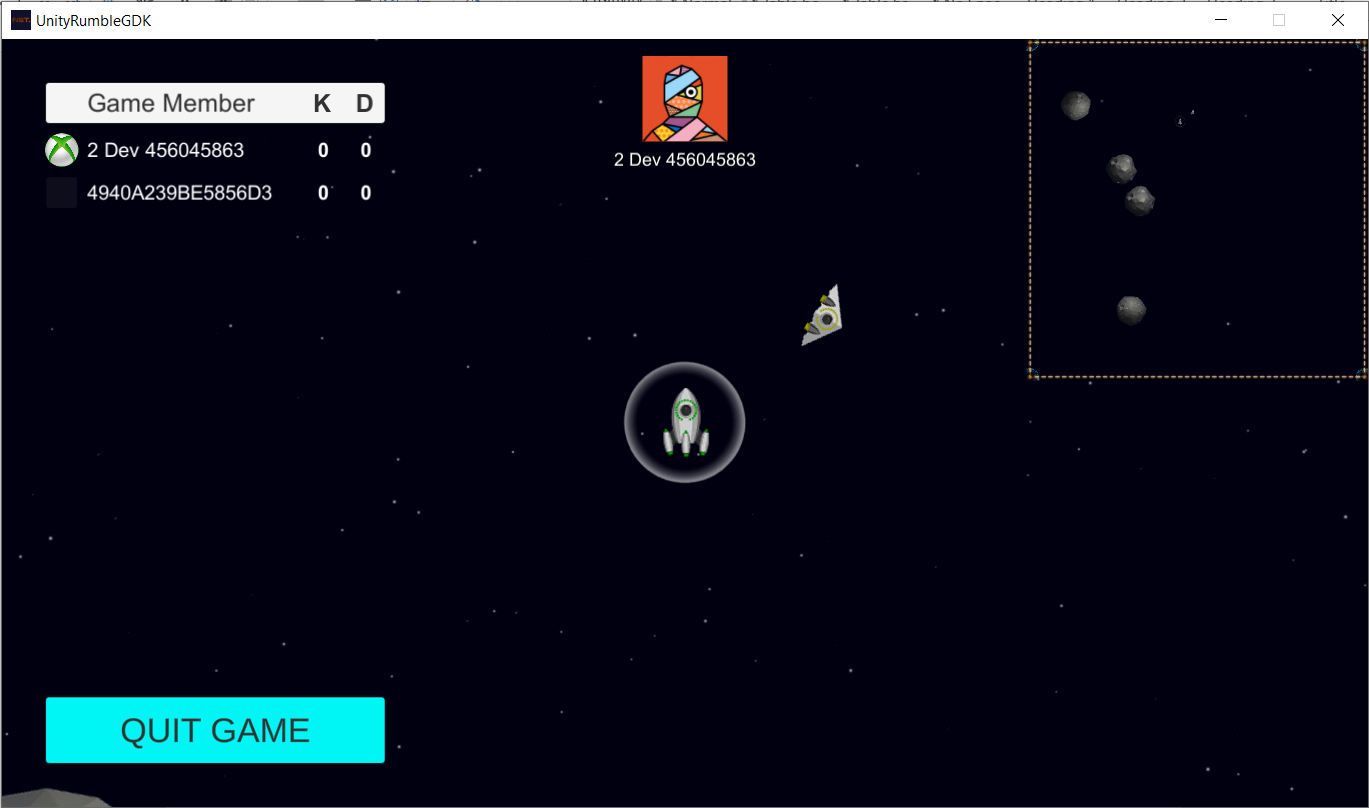 UnityRumbleGDK
Game Member K D
2 Dev 456045863 0 0
4940A239BE5856D3 0 0
2 Dev 456045863
QUIT GAME